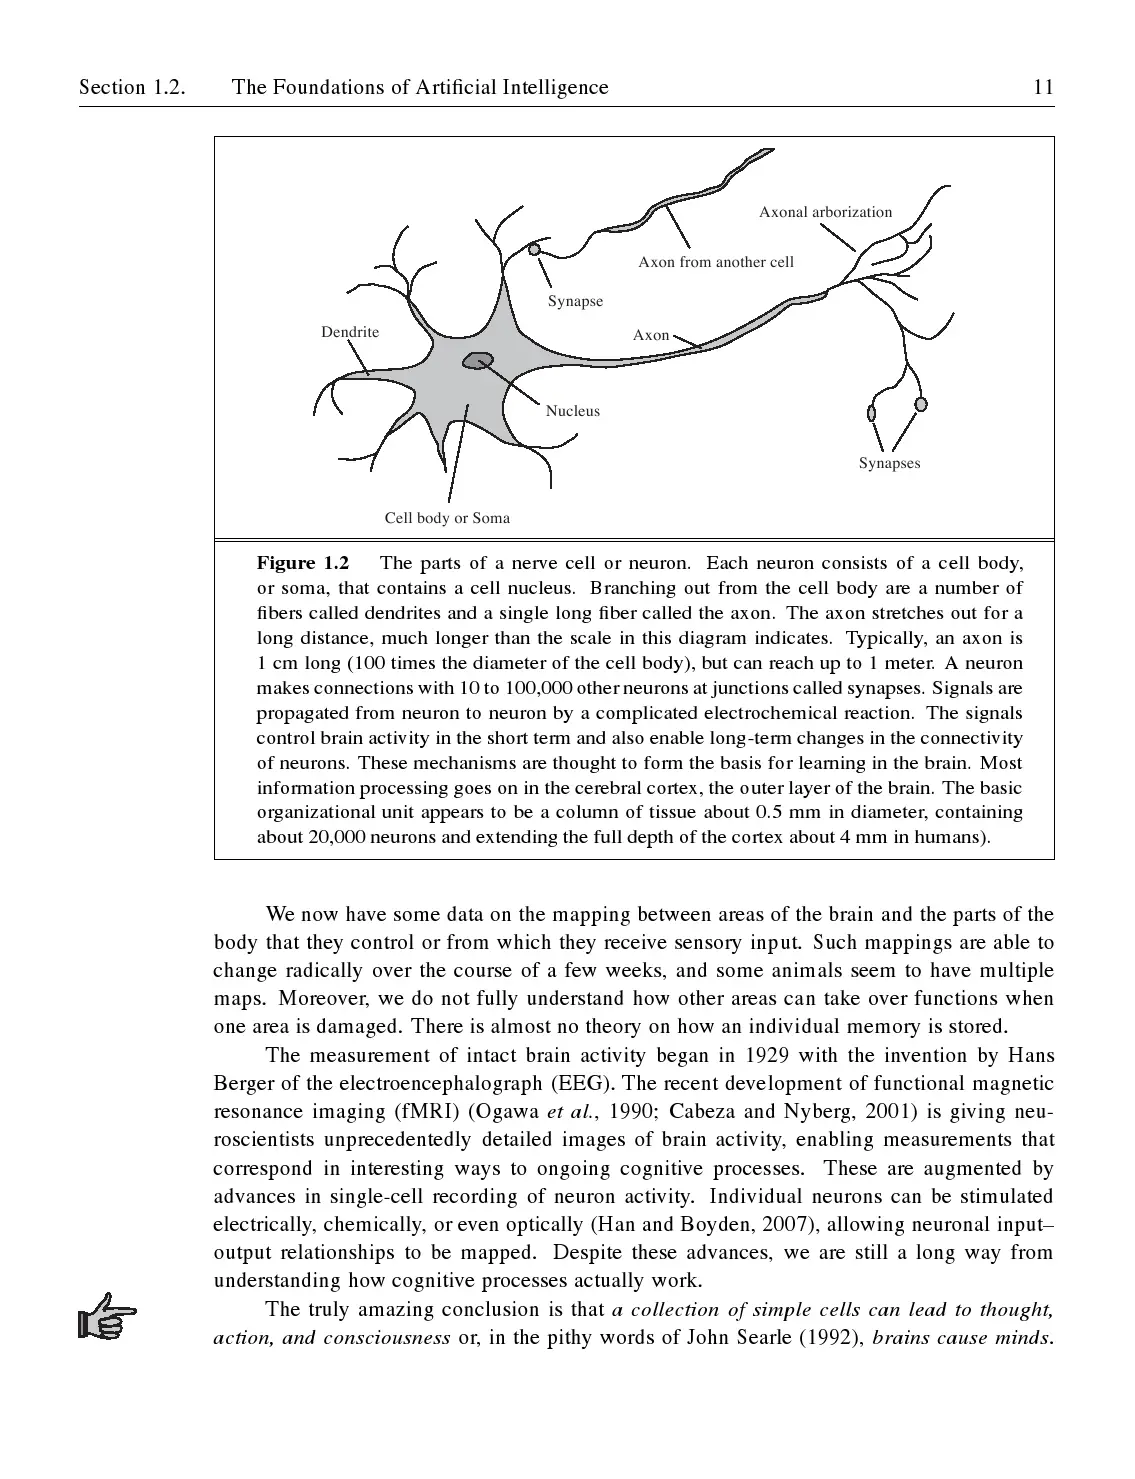 Section 1.2. The Foundations of Artificial Intelligence 11
Axonal arborization
Axon from another cell
Synapse
Dendrite
Axon
Nucleus
Synapses
Cell body or Soma
Figure 1.2 The parts of a nerve cell or neuron. Each neuron consists of a cell body,
or soma, that contains a cell nucleus. Branching out from the cell body are a number of
fibers called dendrites and a single long fiber called the axon. The axon stretches out for a
long distance, much longer than the scale in this diagram indicates. Typically, an axon is
1 cm long (100 times the diameter of the cell body), but can reach up to 1 meter. A neuron
makes connections with 10 to 100,000 other neurons at junctions called synapses. Signals are
propagated from neuron to neuron by a complicated electrochemical reaction. The signals
control brain activity in the short term and also enable long-term changes in the connectivity
of neurons. These mechanisms are thought to form the basis for learning in the brain. Most
information processing goes on in the cerebral cortex, the outer layer of the brain. The basic
organizational unit appears to be a column of tissue about 0.5 mm in diameter, containing
about 20,000 neurons and extending the full depth of the cortex about 4 mm in humans).
We now have some data on the mapping between areas of the brain and the parts of the
body that they control or from which they receive sensory input. Such mappings are able to
change radically over the course of a few weeks, and some animals seem to have multiple
maps. Moreover, we do not fully understand how other areas can take over functions when
one area is damaged. There is almost no theory on how an individual memory is stored.
The measurement of intact brain activity began in 1929 with the invention by Hans
Berger of the electroencephalograph (EEG). The recent development of functional magnetic
resonance imaging (fMRI) (Ogawa et al., 1990; Cabeza and Nyberg, 2001) is giving neu-
roscientists unprecedentedly detailed images of brain activity, enabling measurements that
correspond in interesting ways to ongoing cognitive processes. These are augmented by
advances in single-cell recording of neuron activity. Individual neurons can be stimulated
electrically, chemically, or even optically (Han and Boyden, 2007), allowing neuronal input–
output relationships to be mapped. Despite these advances, we are still a long way from
understanding how cognitive processes actually work.
The truly amazing conclusion is that a collection of simple cells can lead to thought,
action, and consciousness or, in the pithy words of John Searle (1992), brains cause minds.